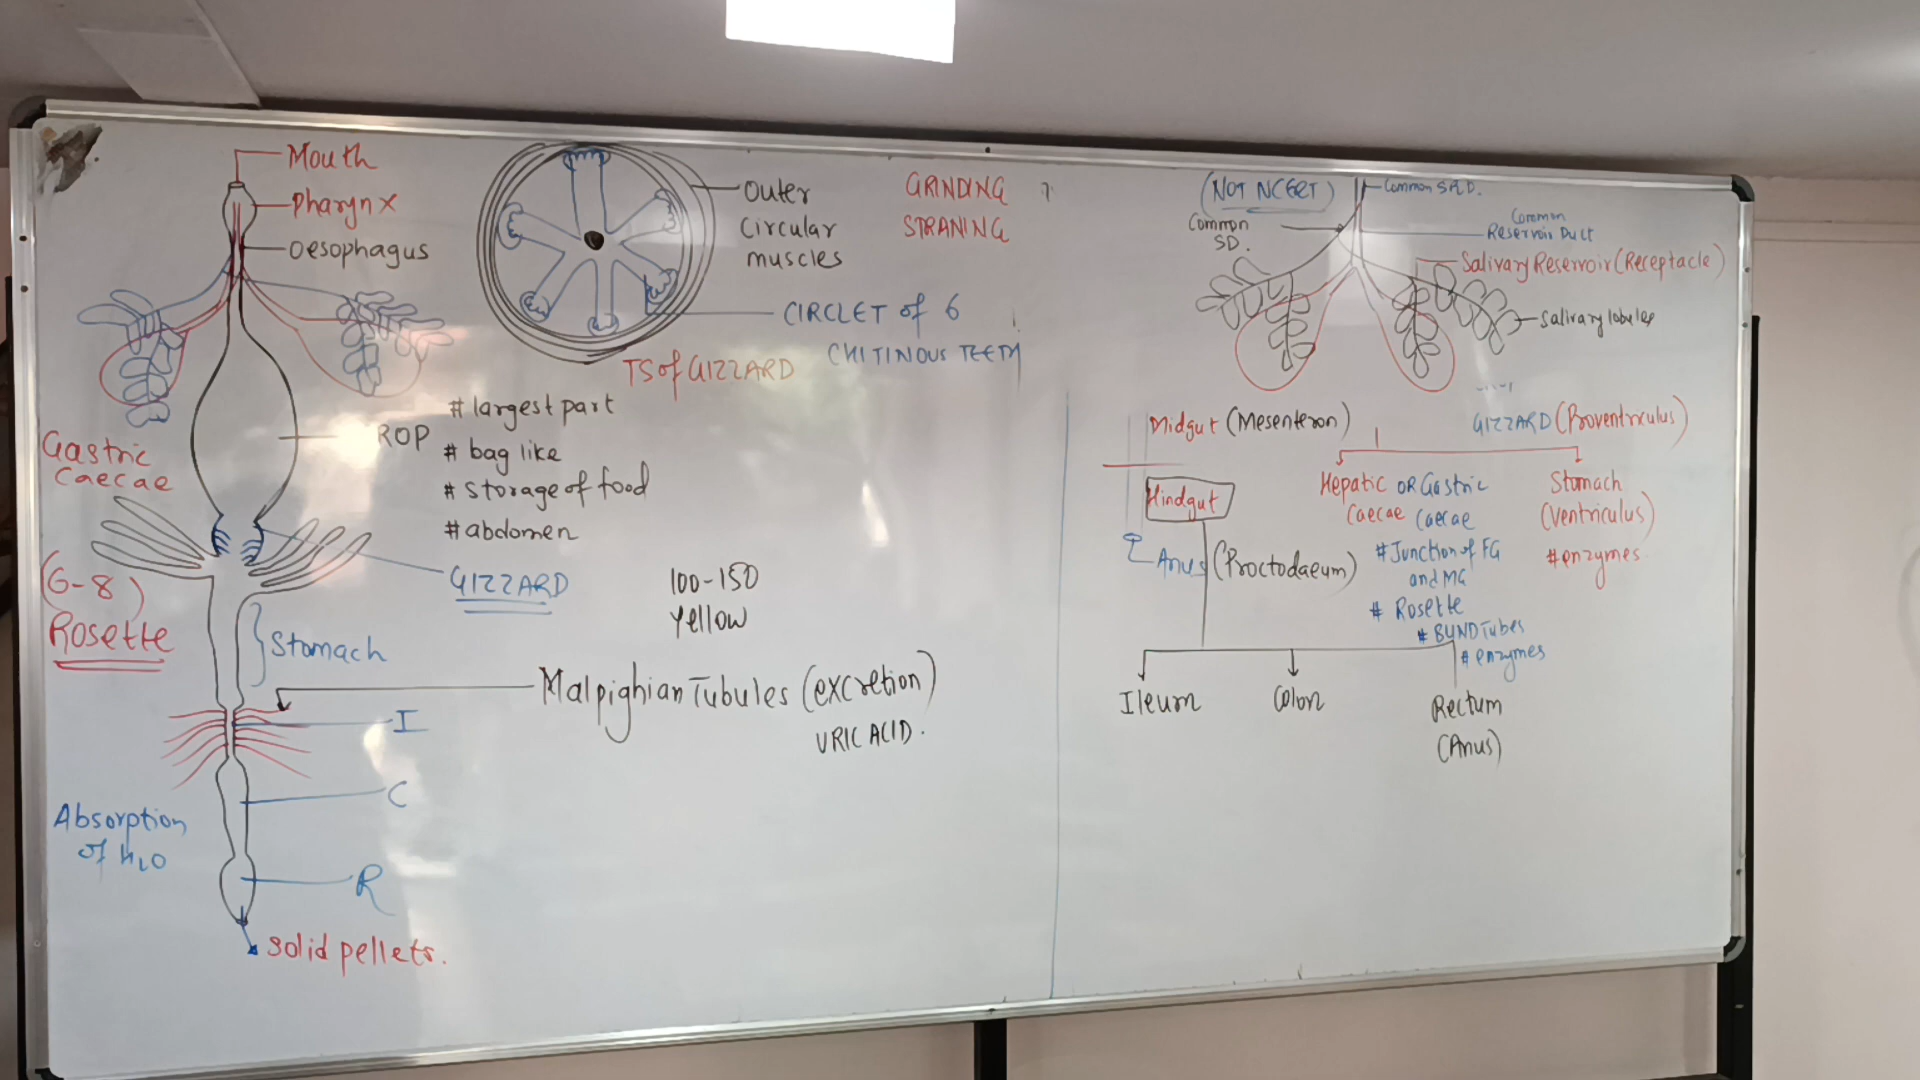 Mouth
Pharynx
Oesophagus
Gastric
Caecae
(6-8)
Rosette
ROP
# largest part
# bag like
# storage of food
# abdomen
GIZZARD
Stomach
100-150
Yellow
Malpighian Tubules (excretion)
URIC ACID.
I
C
R
Absorption
of H2O
Solid pellets.
Outer
Circular
muscles
GRINDING
STRANING
CIRCLET of 6
CHITINOUS TEETH
TS of GIZZARD
(NOT NCERT)
Common
SD.
Common
Reservoir Duct
Salivary Reservoir (Receptacle)
Salivary lobules
Midgut (Mesenteron)
GIZZARD (Proventriculus)
Hepatic OR Gastric
Caecae Caecae
# Junction of FG
and MG
# Rosette
# BLIND Tubes
# enzymes
Stomach
(Ventriculus)
# enzymes.
Hindgut
Anus (Proctodaeum)
Ileum
Colon
Rectum
(Anus)